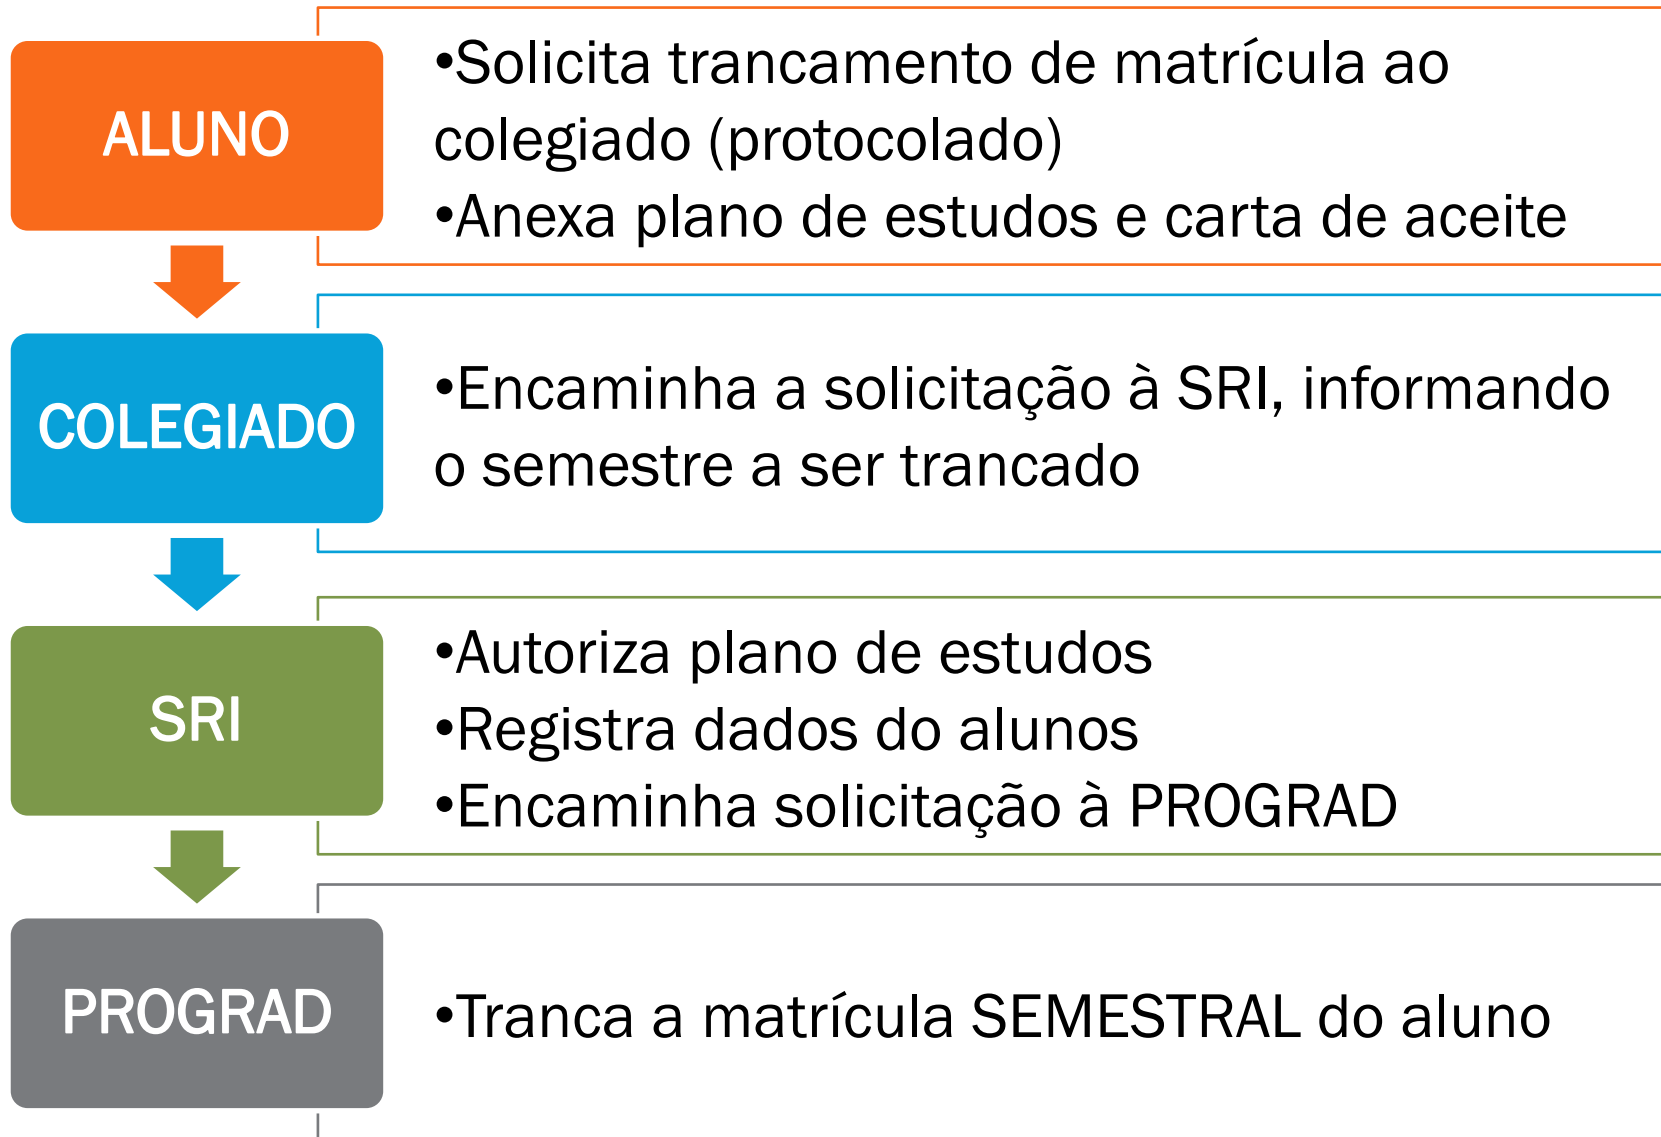 ALUNO
•Solicita trancamento de matrícula ao
colegiado (protocolado)
•Anexa plano de estudos e carta de aceite
COLEGIADO
•Encaminha a solicitação à SRI, informando
o semestre a ser trancado
SRI
•Autoriza plano de estudos
•Registra dados do alunos
•Encaminha solicitação à PROGRAD
PROGRAD
•Tranca a matrícula SEMESTRAL do aluno